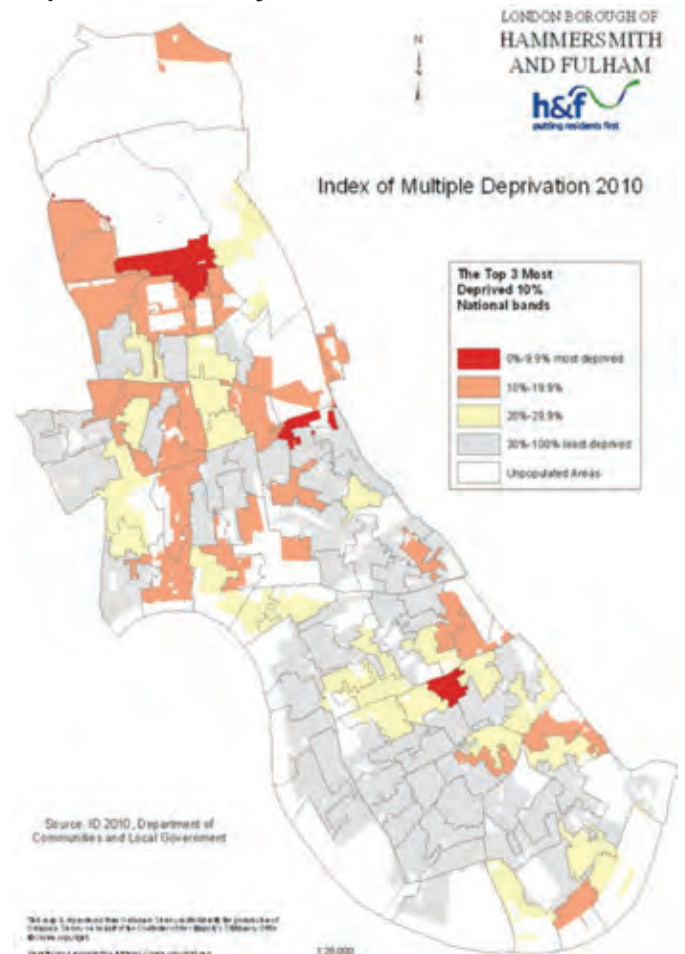 LONDON BOROUGH OF
HAMMERSMITH
AND FULHAM
h&f
putting residents first
N
Index of Multiple Deprivation 2010
The Top 3 Most
Deprived 10%
National bands
0%-9.9% most deprived
10%-19.9%
20%-29.9%
30%-100% least deprived
Unpopulated Areas
Source. ID 2010, Department of
Communities and Local Government